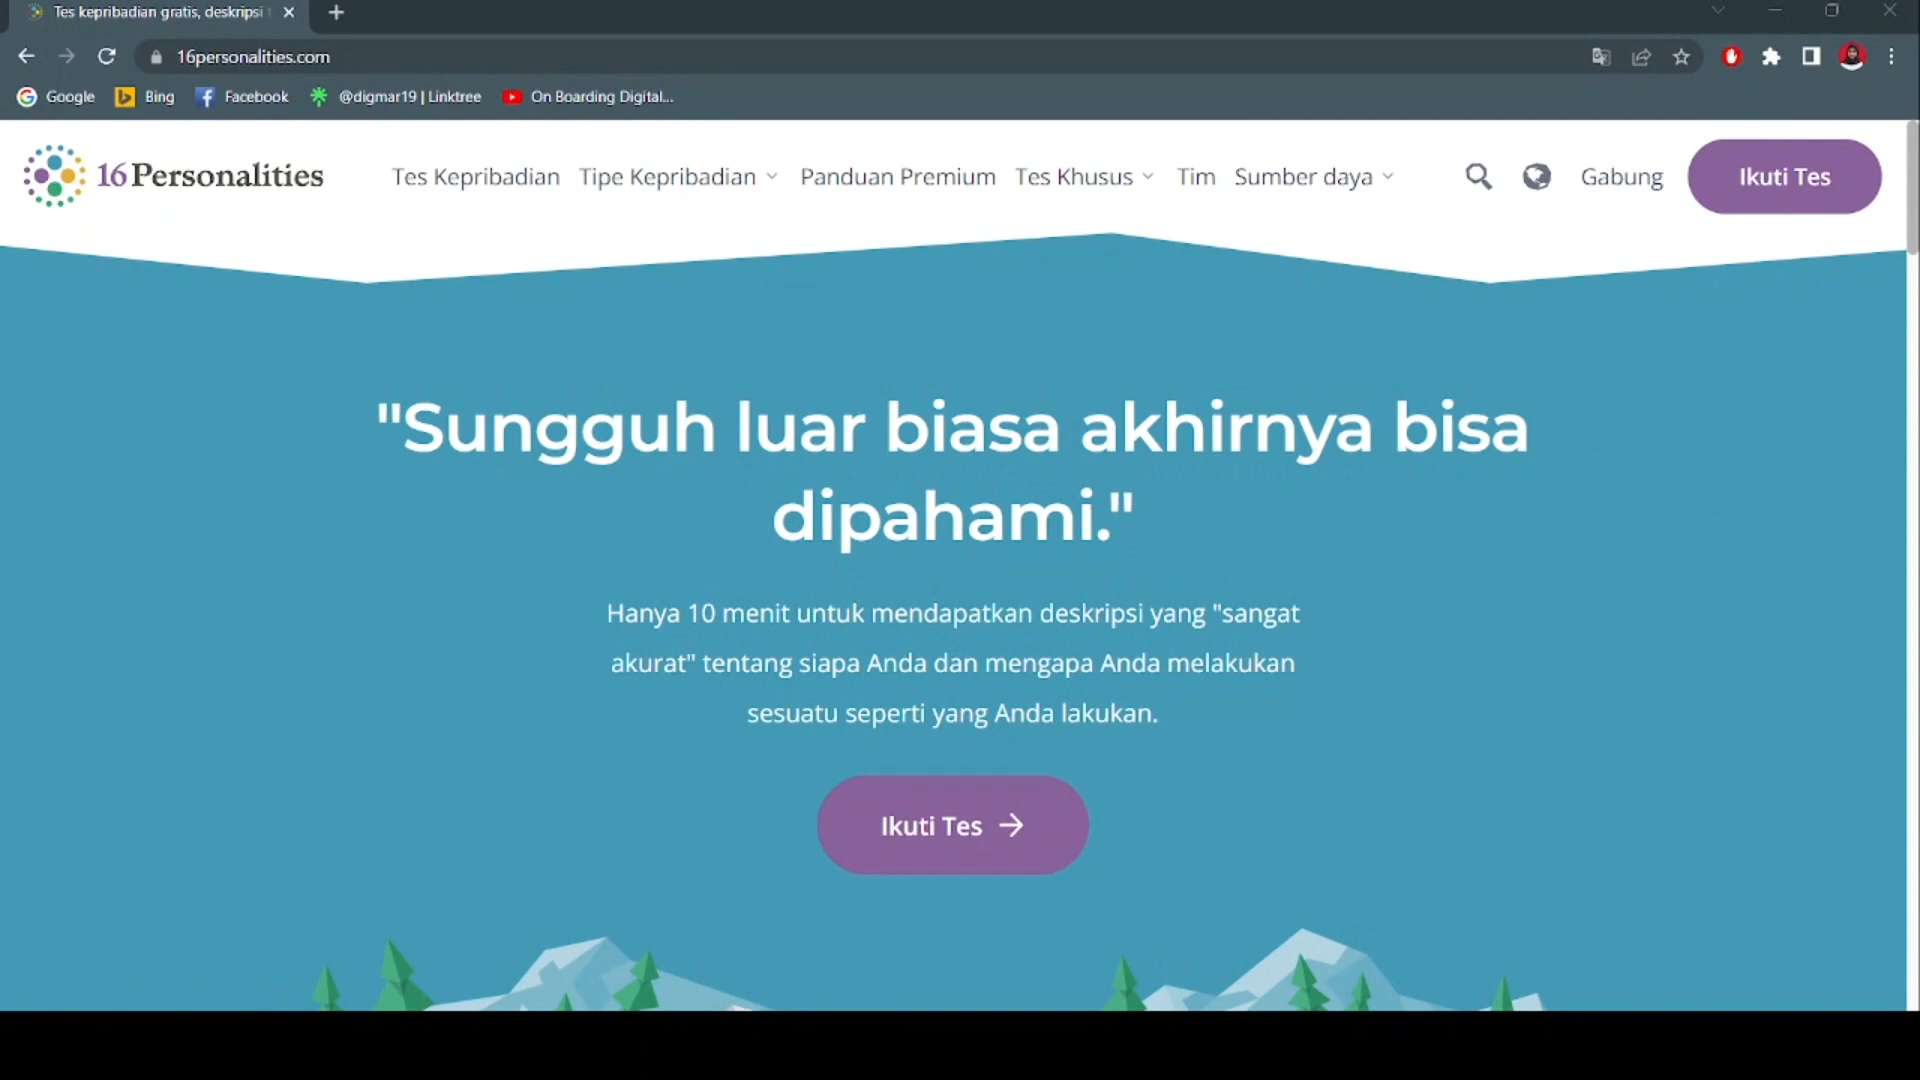 Tes kepribadian gratis, deskripsi
16personalities.com
Google Bing Facebook @digmar19 | Linktree On Boarding Digital...
16Personalities Tes Kepribadian Tipe Kepribadian Panduan Premium Tes Khusus Tim Sumber daya Gabung Ikuti Tes
"Sungguh luar biasa akhirnya bisa
dipahami."
Hanya 10 menit untuk mendapatkan deskripsi yang "sangat
akurat" tentang siapa Anda dan mengapa Anda melakukan
sesuatu seperti yang Anda lakukan.
Ikuti Tes →